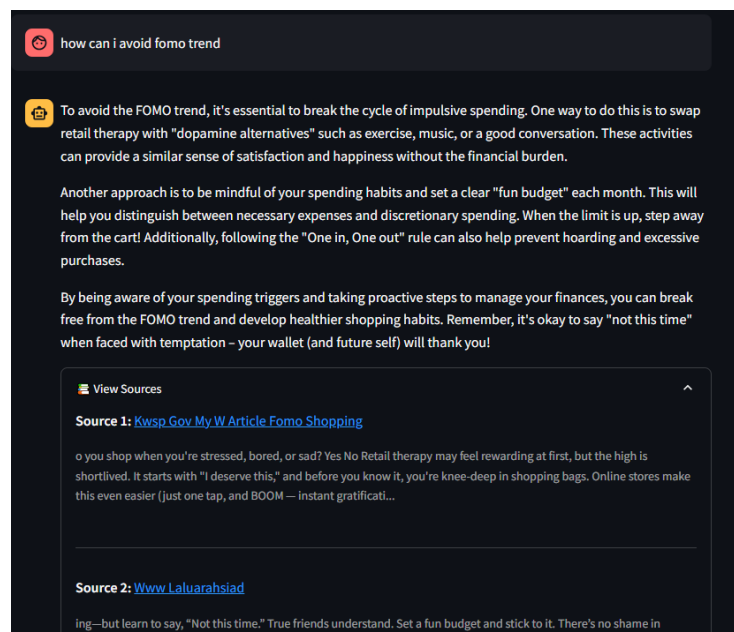 how can i avoid fomo trend
To avoid the FOMO trend, it's essential to break the cycle of impulsive spending. One way to do this is to swap
retail therapy with "dopamine alternatives" such as exercise, music, or a good conversation. These activities
can provide a similar sense of satisfaction and happiness without the financial burden.
Another approach is to be mindful of your spending habits and set a clear "fun budget" each month. This will
help you distinguish between necessary expenses and discretionary spending. When the limit is up, step away
from the cart! Additionally, following the "One in, One out" rule can also help prevent hoarding and excessive
purchases.
By being aware of your spending triggers and taking proactive steps to manage your finances, you can break
free from the FOMO trend and develop healthier shopping habits. Remember, it's okay to say "not this time"
when faced with temptation – your wallet (and future self) will thank you!
View Sources
Source 1: Kwsp Gov My W Article Fomo Shopping
o you shop when you're stressed, bored, or sad? Yes No Retail therapy may feel rewarding at first, but the high is
shortlived. It starts with "I deserve this," and before you know it, you're knee-deep in shopping bags. Online stores make
this even easier (just one tap, and BOOM — instant gratificati...
Source 2: Www Laluarahsiad
ing—but learn to say, "Not this time." True friends understand. Set a fun budget and stick to it. There's no shame in